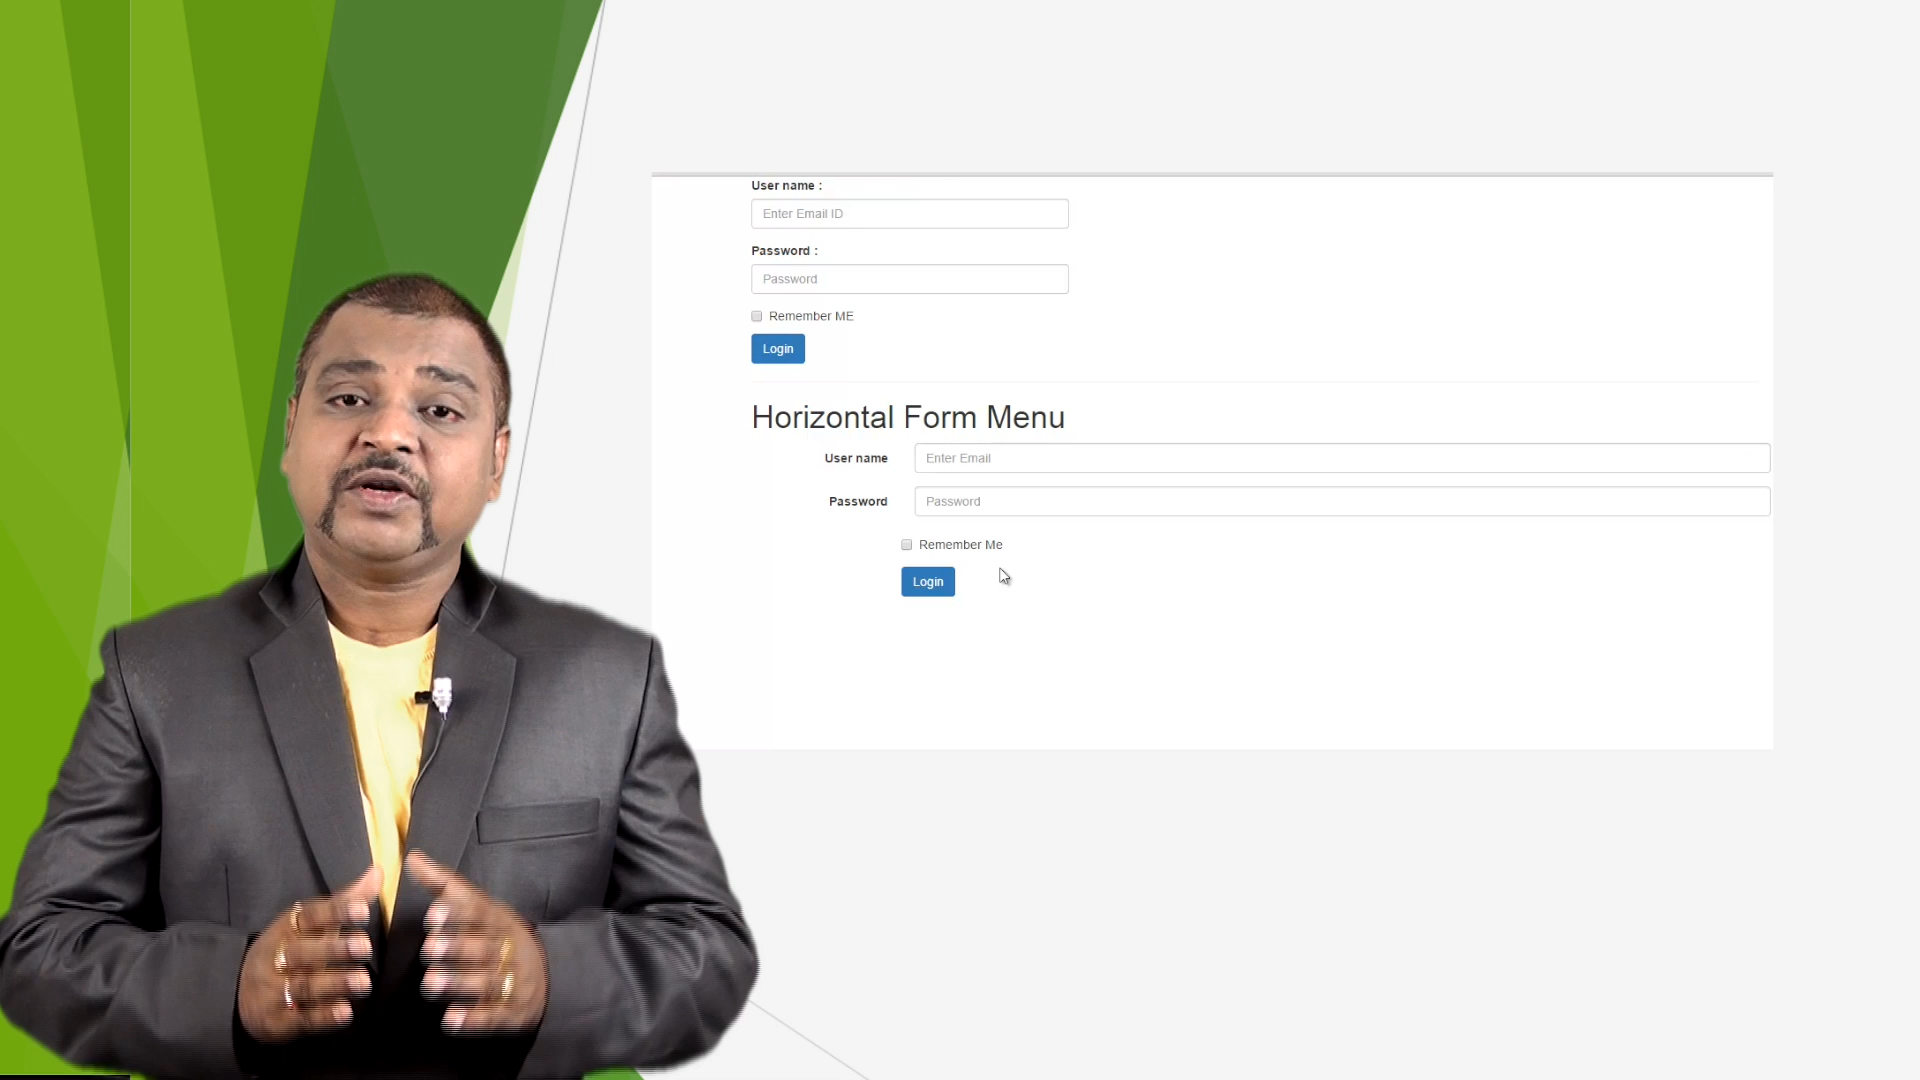 User name :
Enter Email ID
Password :
Password
Remember ME
Login
Horizontal Form Menu
User name Enter Email
Password Password
Remember Me
Login